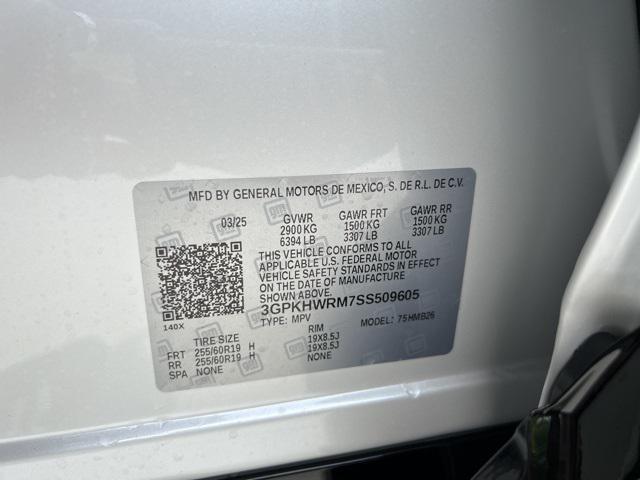 MFD BY GENERAL MOTORS DE MEXICO, S. DE R.L. DE C.V.
03/25 GVWR GAWR FRT GAWR RR
2900 KG 1500 KG 1500 KG
6394 LB 3307 LB 3307 LB
THIS VEHICLE CONFORMS TO ALL
APPLICABLE U.S. FEDERAL MOTOR
VEHICLE SAFETY STANDARDS IN EFFECT
ON THE DATE OF MANUFACTURE
SHOWN ABOVE.
3GPKHWRM7SS509605
140X
TYPE: MPV MODEL: 75HMB26
TIRE SIZE RIM
FRT 255/60R19 H 19X8.5J
RR 255/60R19 H 19X8.5J
SPA NONE NONE